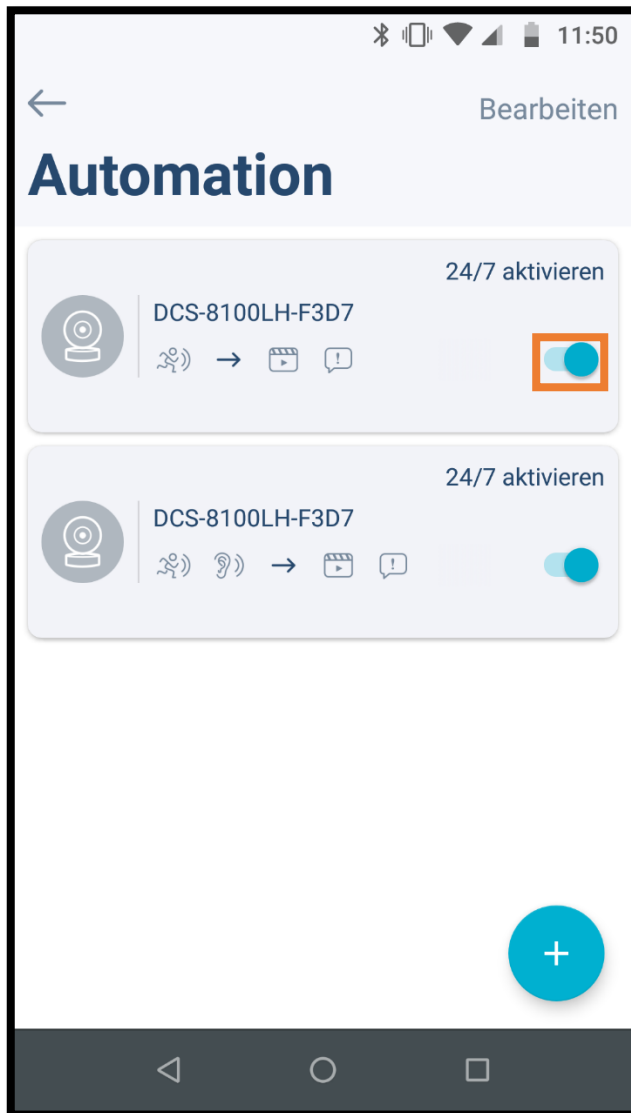 11:50
Bearbeiten
Automation
24/7 aktivieren
DCS-8100LH-F3D7
24/7 aktivieren
DCS-8100LH-F3D7